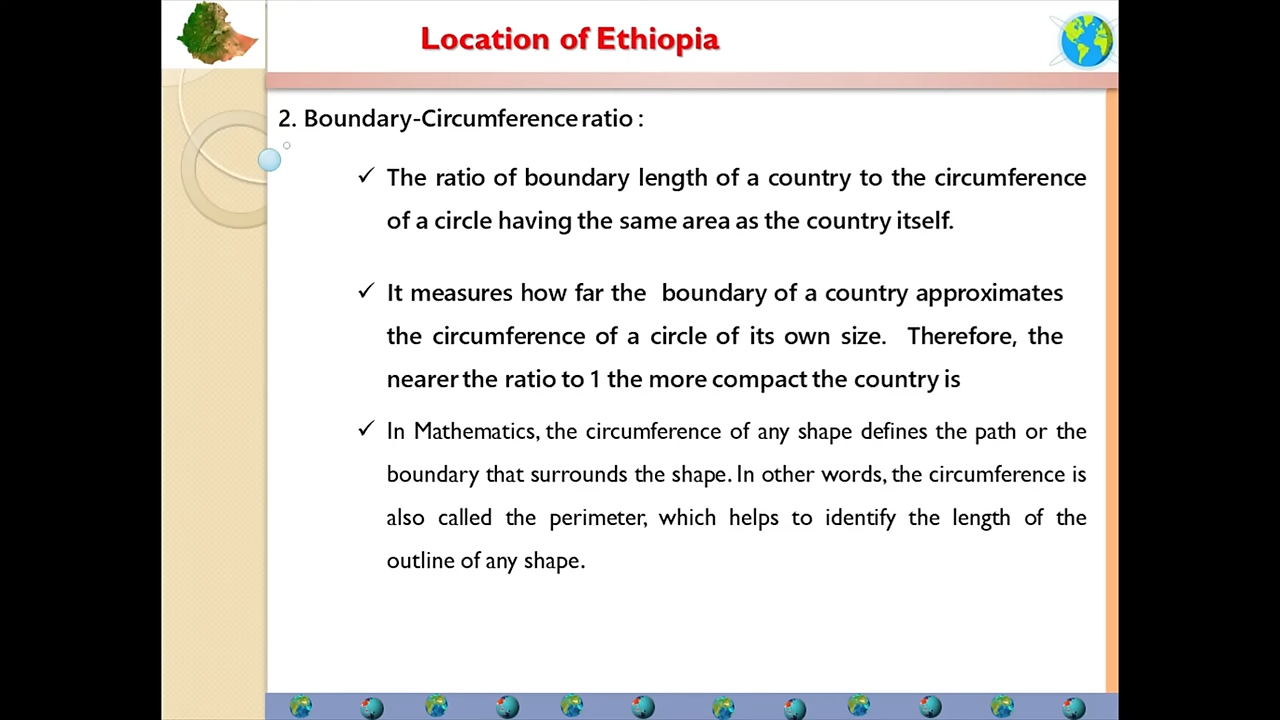 Location of Ethiopia
2. Boundary-Circumference ratio :
✓ The ratio of boundary length of a country to the circumference
of a circle having the same area as the country itself.
✓ It measures how far the boundary of a country approximates
the circumference of a circle of its own size. Therefore, the
nearer the ratio to 1 the more compact the country is
✓ In Mathematics, the circumference of any shape defines the path or the
boundary that surrounds the shape. In other words, the circumference is
also called the perimeter, which helps to identify the length of the
outline of any shape.